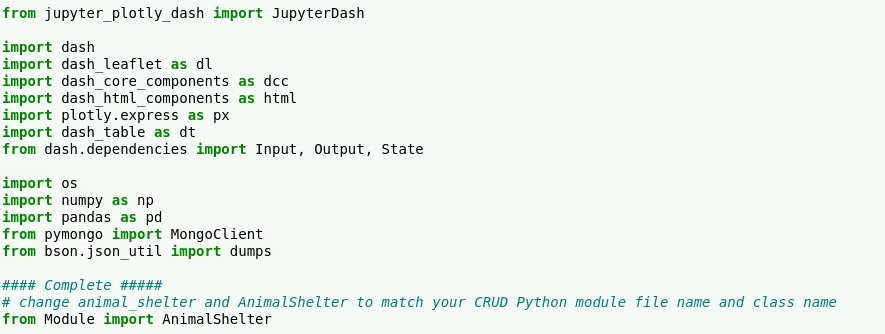 from jupyter_plotly_dash import JupyterDash
import dash
import dash_leaflet as dl
import dash_core_components as dcc
import dash_html_components as html
import plotly.express as px
import dash_table as dt
from dash.dependencies import Input, Output, State
import os
import numpy as np
import pandas as pd
from pymongo import MongoClient
from bson.json_util import dumps
#### Complete #####
# change animal_shelter and AnimalShelter to match your CRUD Python module file name and class name
from Module import AnimalShelter